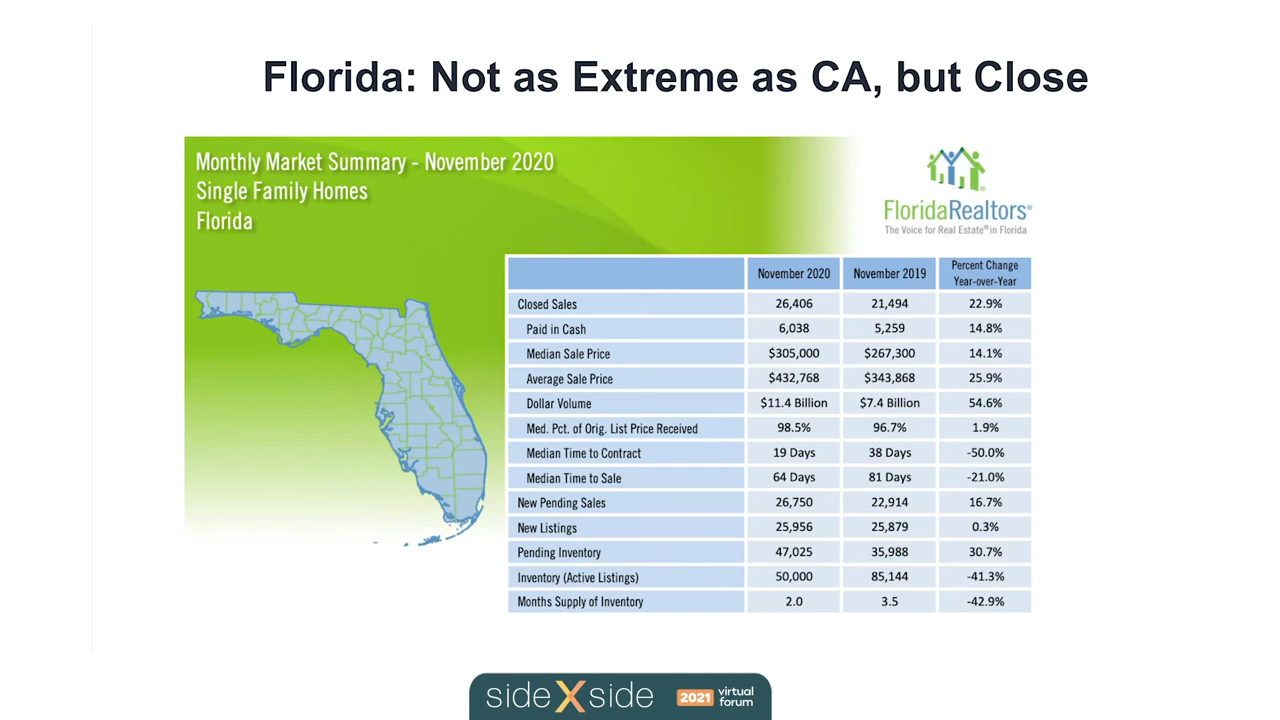 Florida: Not as Extreme as CA, but Close
Monthly Market Summary - November 2020
Single Family Homes
Florida
FloridaRealtors®
The Voice for Real Estate® in Florida
November 2020 November 2019 Percent Change Year-over-Year
Closed Sales 26,406 21,494 22.9%
Paid in Cash 6,038 5,259 14.8%
Median Sale Price $305,000 $267,300 14.1%
Average Sale Price $432,768 $343,868 25.9%
Dollar Volume $11.4 Billion $7.4 Billion 54.6%
Med. Pct. of Orig. List Price Received 98.5% 96.7% 1.9%
Median Time to Contract 19 Days 38 Days -50.0%
Median Time to Sale 64 Days 81 Days -21.0%
New Pending Sales 26,750 22,914 16.7%
New Listings 25,956 25,879 0.3%
Pending Inventory 47,025 35,988 30.7%
Inventory (Active Listings) 50,000 85,144 -41.3%
Months Supply of Inventory 2.0 3.5 -42.9%
side X side 2021 virtual forum